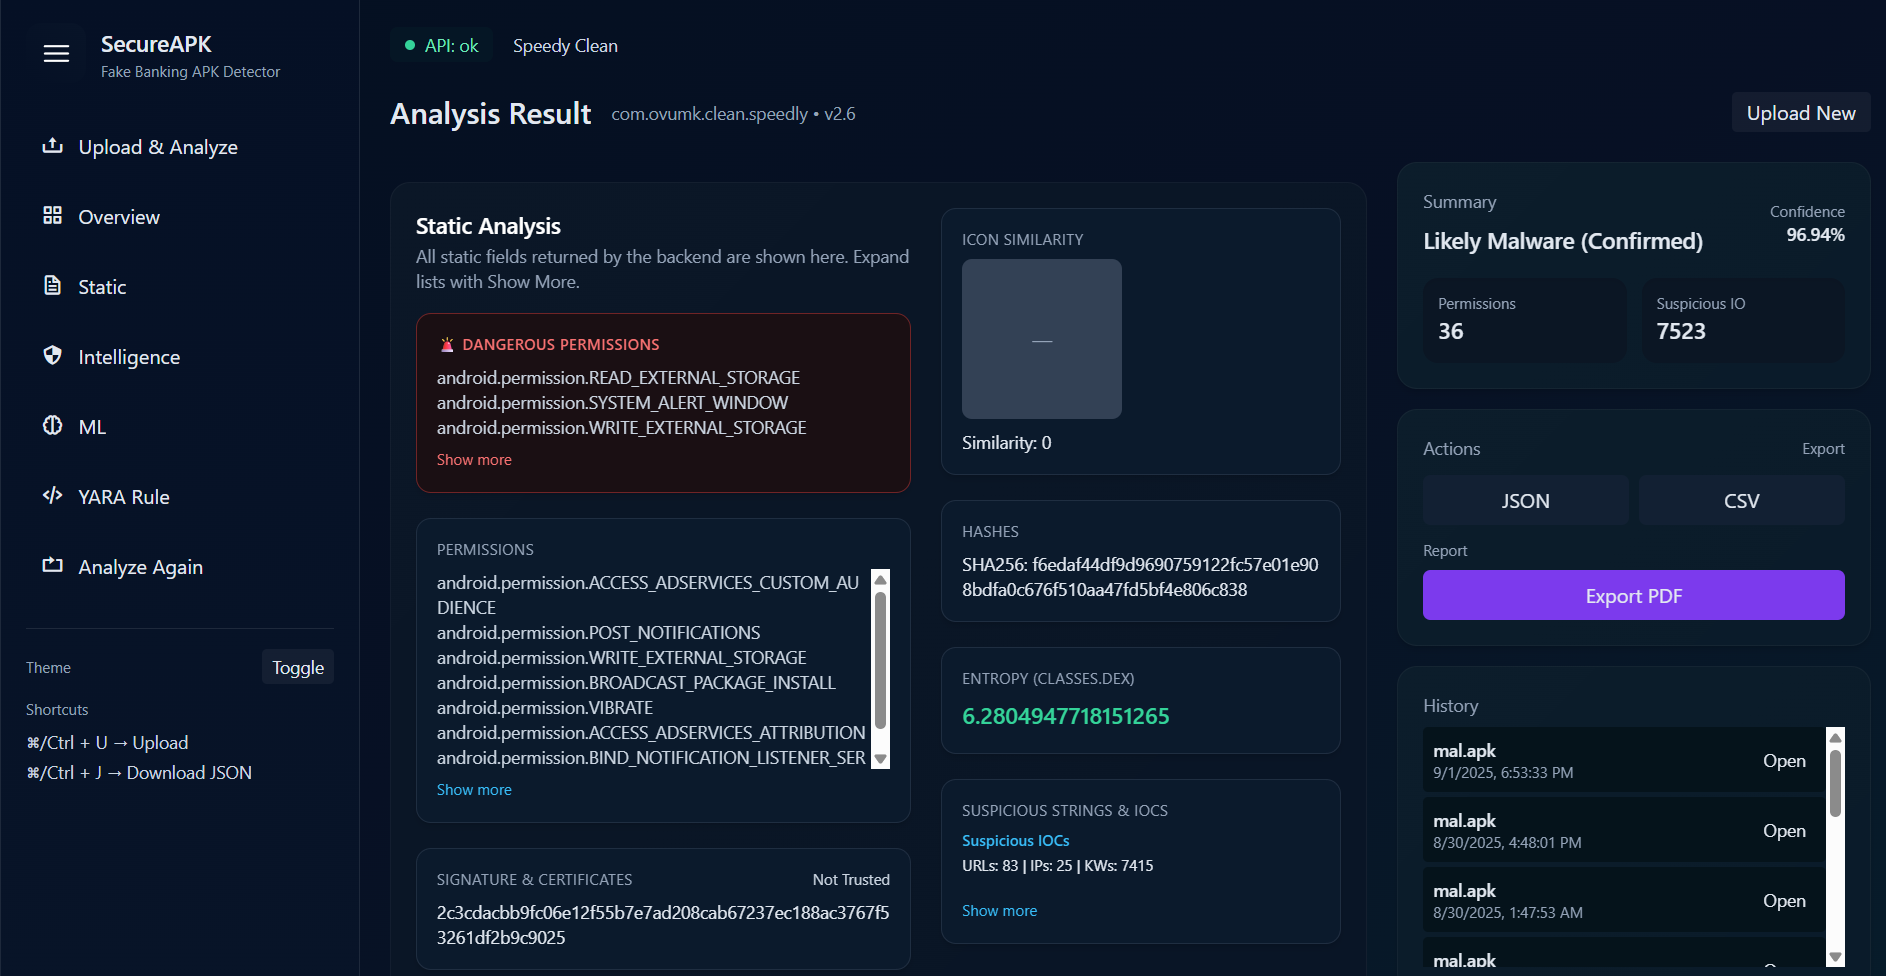 SecureAPK
Fake Banking APK Detector
Upload & Analyze
Overview
Static
Intelligence
ML
YARA Rule
Analyze Again
Theme
Toggle
Shortcuts
⌘/Ctrl + U → Upload
⌘/Ctrl + J → Download JSON
API: ok
Speedy Clean
Analysis Result
com.ovumk.clean.speedly • v2.6
Upload New
Static Analysis
All static fields returned by the backend are shown here. Expand
lists with Show More.
DANGEROUS PERMISSIONS
android.permission.READ_EXTERNAL_STORAGE
android.permission.SYSTEM_ALERT_WINDOW
android.permission.WRITE_EXTERNAL_STORAGE
Show more
PERMISSIONS
android.permission.ACCESS_ADSERVICES_CUSTOM_AU
DIENCE
android.permission.POST_NOTIFICATIONS
android.permission.WRITE_EXTERNAL_STORAGE
android.permission.BROADCAST_PACKAGE_INSTALL
android.permission.VIBRATE
android.permission.ACCESS_ADSERVICES_ATTRIBUTION
android.permission.BIND_NOTIFICATION_LISTENER_SER
Show more
SIGNATURE & CERTIFICATES
Not Trusted
2c3cdacbb9fc06e12f55b7e7ad208cab67237ec188ac3767f5
3261df2b9c9025
ICON SIMILARITY
—
Similarity: 0
HASHES
SHA256: f6edaf44df9d9690759122fc57e01e90
8bdfa0c676f510aa47fd5bf4e806c838
ENTROPY (CLASSES.DEX)
6.2804947718151265
SUSPICIOUS STRINGS & IOCS
Suspicious IOCs
URLs: 83 | IPs: 25 | KWs: 7415
Show more
Summary
Likely Malware (Confirmed)
Confidence
96.94%
Permissions
36
Suspicious IO
7523
Actions
Export
JSON
CSV
Report
Export PDF
History
mal.apk
9/1/2025, 6:53:33 PM
Open
mal.apk
8/30/2025, 4:48:01 PM
Open
mal.apk
8/30/2025, 1:47:53 AM
Open
mal.apk